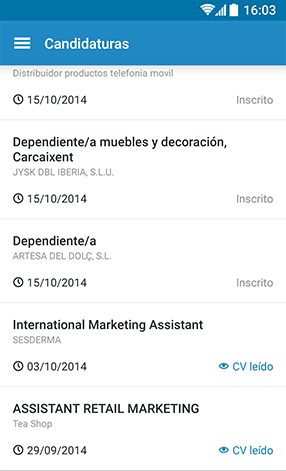 16:03
Candidaturas
Distribuidor productos telefonia movil
15/10/2014 Inscrito
Dependiente/a muebles y decoración,
Carcaixent
JYSK DBL IBERIA, S.L.U.
15/10/2014 Inscrito
Dependiente/a
ARTESA DEL DOLÇ, S.L.
15/10/2014 Inscrito
International Marketing Assistant
SESDERMA
03/10/2014 CV leído
ASSISTANT RETAIL MARKETING
Tea Shop
29/09/2014 CV leído